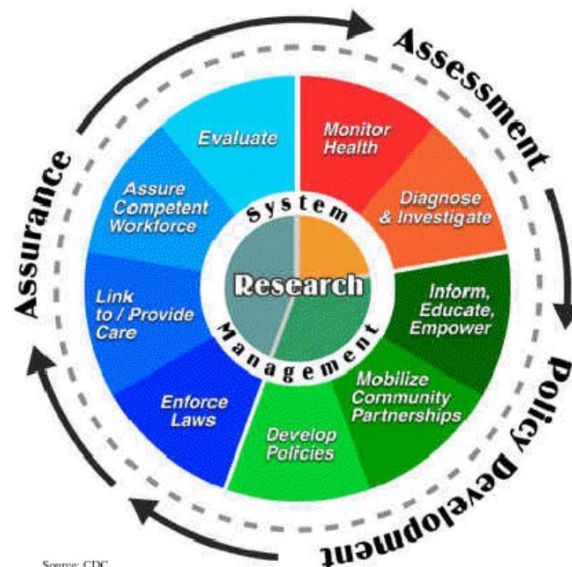 Assessment
Policy Development
Assurance
Monitor
Health
Diagnose
& Investigate
Inform,
Educate,
Empower
Mobilize
Community
Partnerships
Develop
Policies
Enforce
Laws
Link
to / Provide
Care
Assure
Competent
Workforce
Evaluate
System
Management
Research
Source: CDC